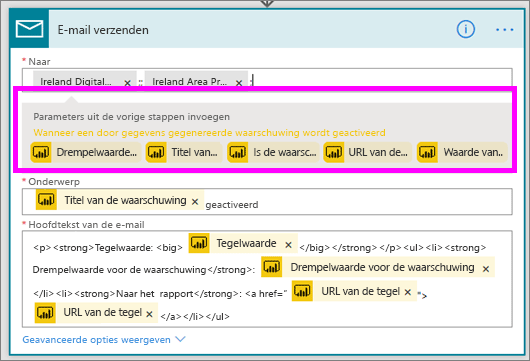 E-mail verzenden
* Naar
Ireland Digital... × ; Ireland Area Pr... × ;
Parameters uit de vorige stappen invoegen
Wanneer een door gegevens gegenereerde waarschuwing wordt geactiveerd
Drempelwaarde... Titel van... Is de waarsc... URL van de... Waarde van..
* Onderwerp
Titel van de waarschuwing × geactiveerd
* Hoofdtekst van de e-mail
<p><strong>Tegelwaarde: <big> Tegelwaarde × </big></strong></p><ul><li><strong>
Drempelwaarde voor de waarschuwing</strong>: Drempelwaarde voor de waarschuwing ×
</li><li><strong>Naar het rapport</strong>: <a href=" URL van de tegel × ">
URL van de tegel × </a></li></ul>
Geavanceerde opties weergeven